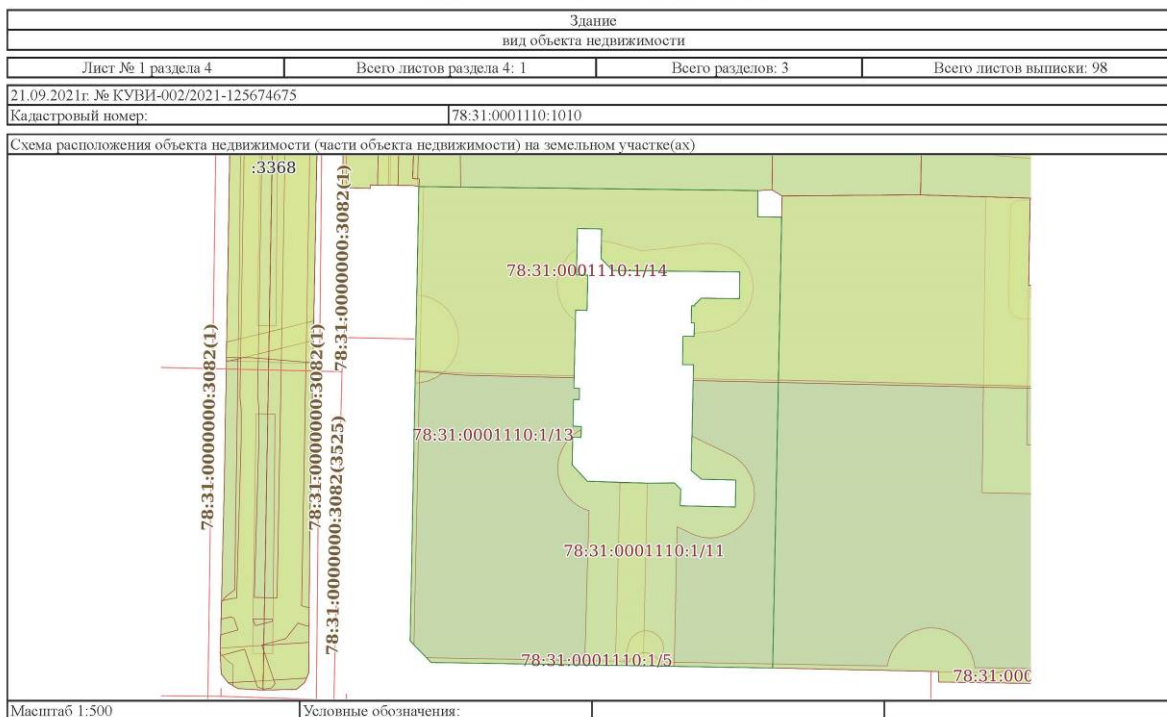 Здание
вид объекта недвижимости
Лист № 1 раздела 4 Всего листов раздела 4: 1 Всего разделов: 3 Всего листов выписки: 98
21.09.2021г. № КУВИ-002/2021-125674675
Кадастровый номер: 78:31:0001110:1010
Схема расположения объекта недвижимости (части объекта недвижимости) на земельном участке(ах)
:3368
78:31:0000000:3082(1)
78:31:0001110:1/14
78:31:0000000:3082(1)
78:31:0000000:3082(1)
78:31:0001110:1/13
78:31:0000000:3082(3525)
78:31:0001110:1/11
78:31:0001110:1/5
78:31:000
Масштаб 1:500 Условные обозначения: